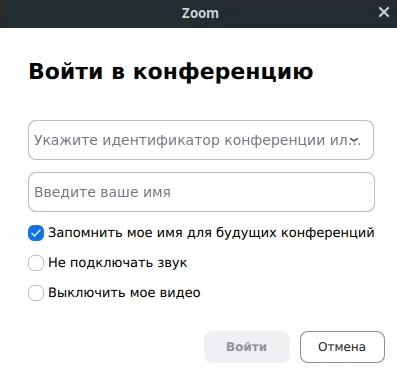 Zoom
Войти в конференцию
Укажите идентификатор конференции ил...
Введите ваше имя
Запомнить мое имя для будущих конференций
Не подключать звук
Выключить мое видео
Войти
Отмена